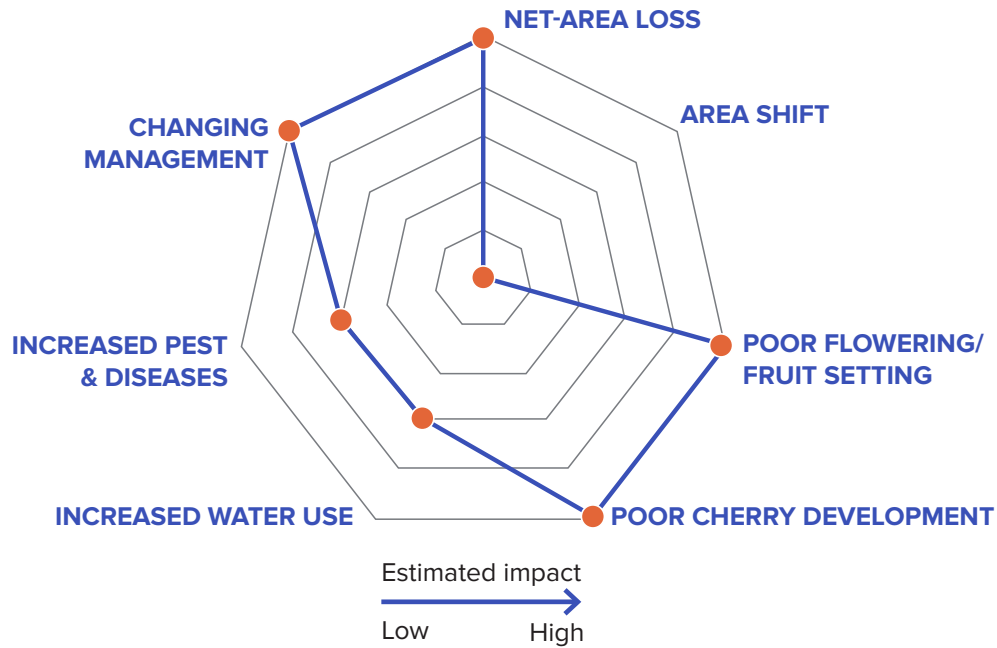 NET-AREA LOSS
AREA SHIFT
CHANGING
MANAGEMENT
POOR FLOWERING/
FRUIT SETTING
INCREASED PEST
& DISEASES
INCREASED WATER USE
POOR CHERRY DEVELOPMENT
Estimated impact
Low
High